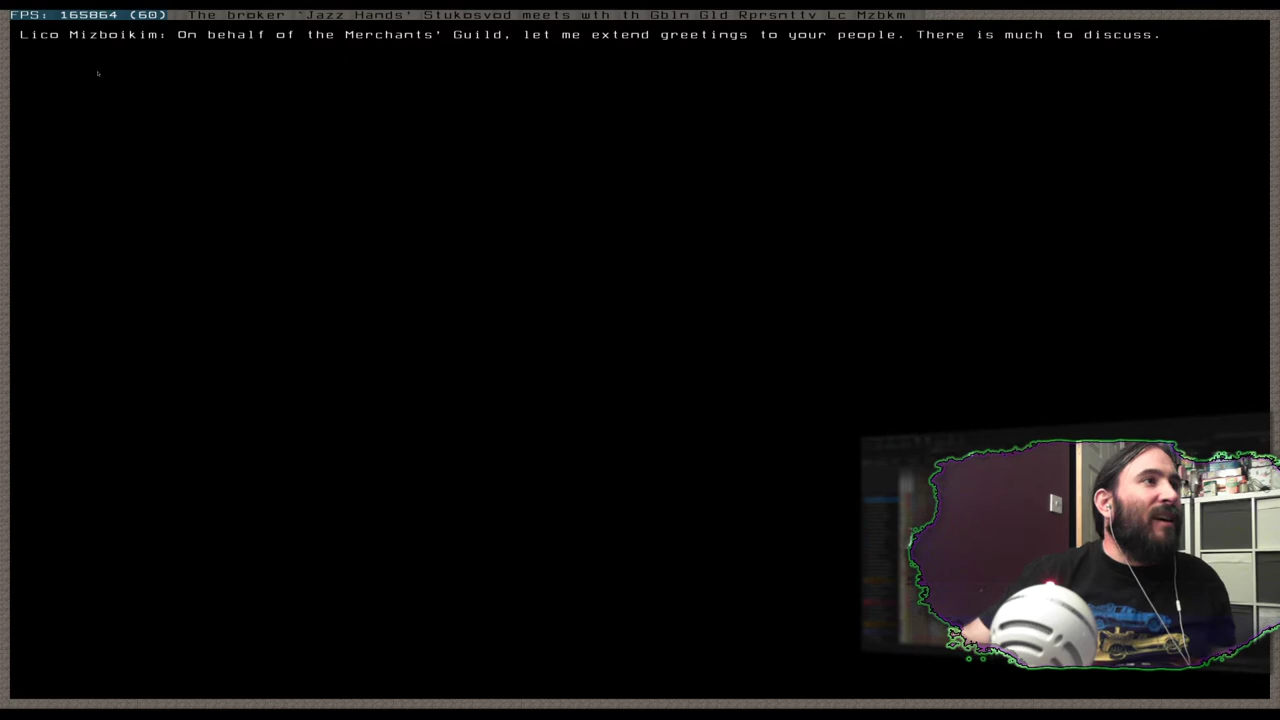 FPS: 165864 (60) The broker `Jazz Hands' Stukosvod meets wth th Gbln Gld Rprsnttv Lc Mzbkm
Lico Mizboikim: On behalf of the Merchants' Guild, let me extend greetings to your people. There is much to discuss.